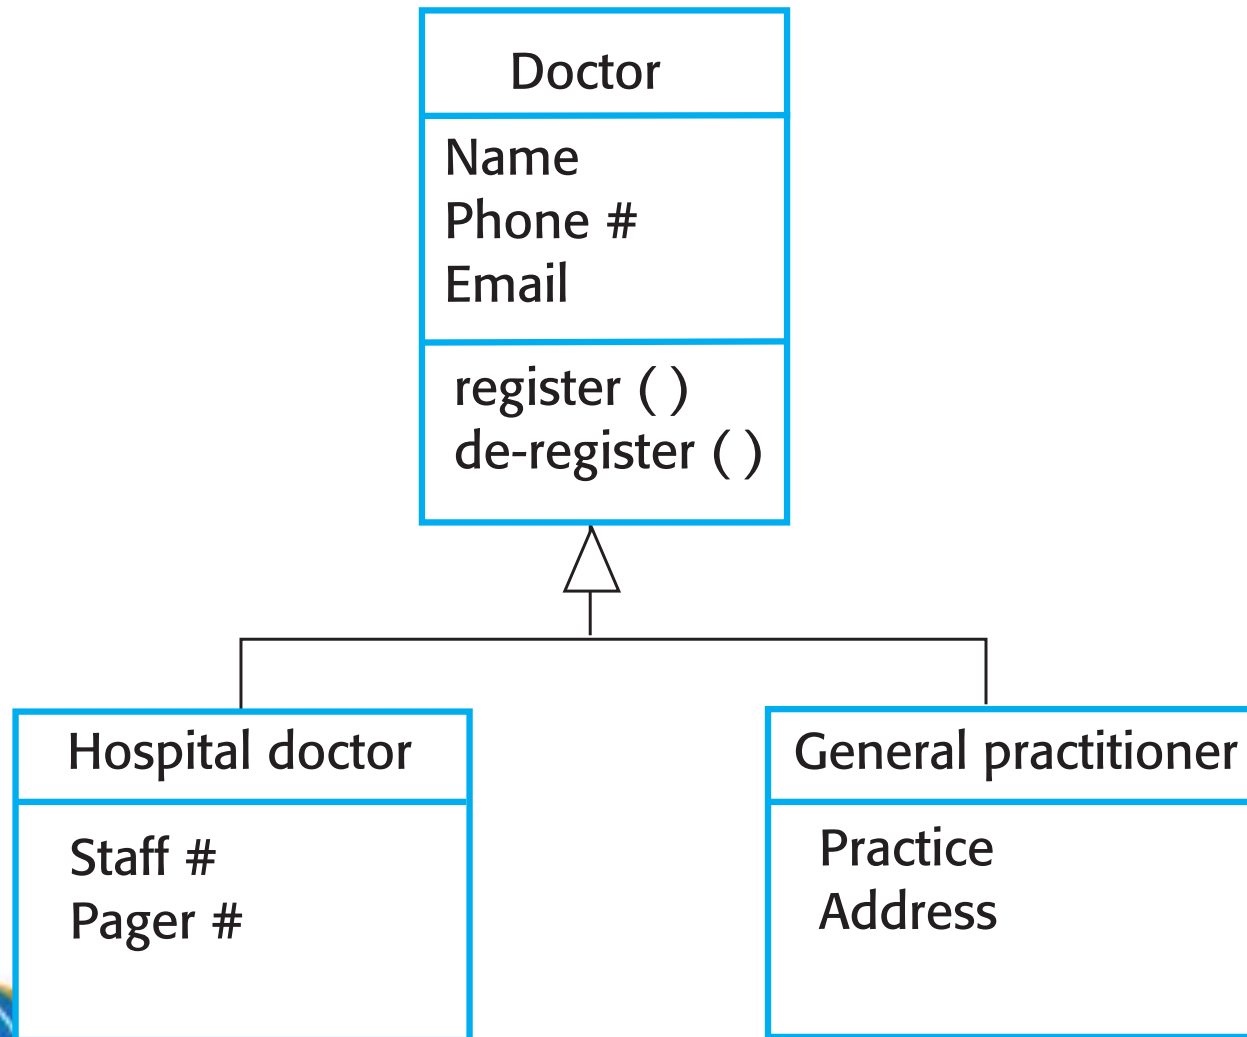 Doctor
Name
Phone #
Email
register ( )
de-register ( )
Hospital doctor
Staff #
Pager #
General practitioner
Practice
Address